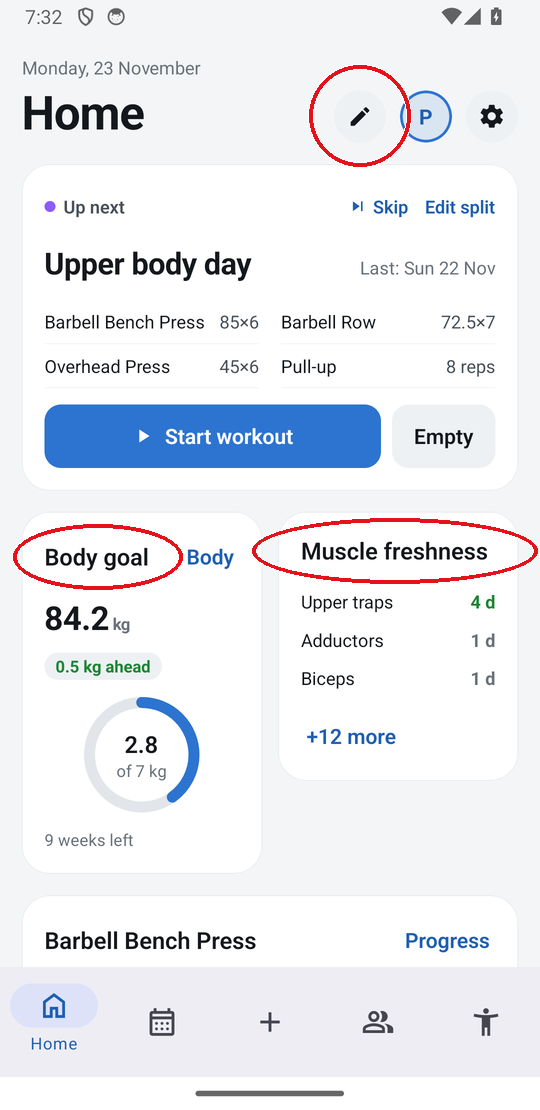 7:32
Monday, 23 November
Home
P
Up next
Skip
Edit split
Upper body day
Last: Sun 22 Nov
Barbell Bench Press 85×6
Barbell Row 72.5×7
Overhead Press 45×6
Pull-up 8 reps
Start workout
Empty
Body goal
Body
84.2 kg
0.5 kg ahead
2.8
of 7 kg
9 weeks left
Muscle freshness
Upper traps 4 d
Adductors 1 d
Biceps 1 d
+12 more
Barbell Bench Press
Progress
Home